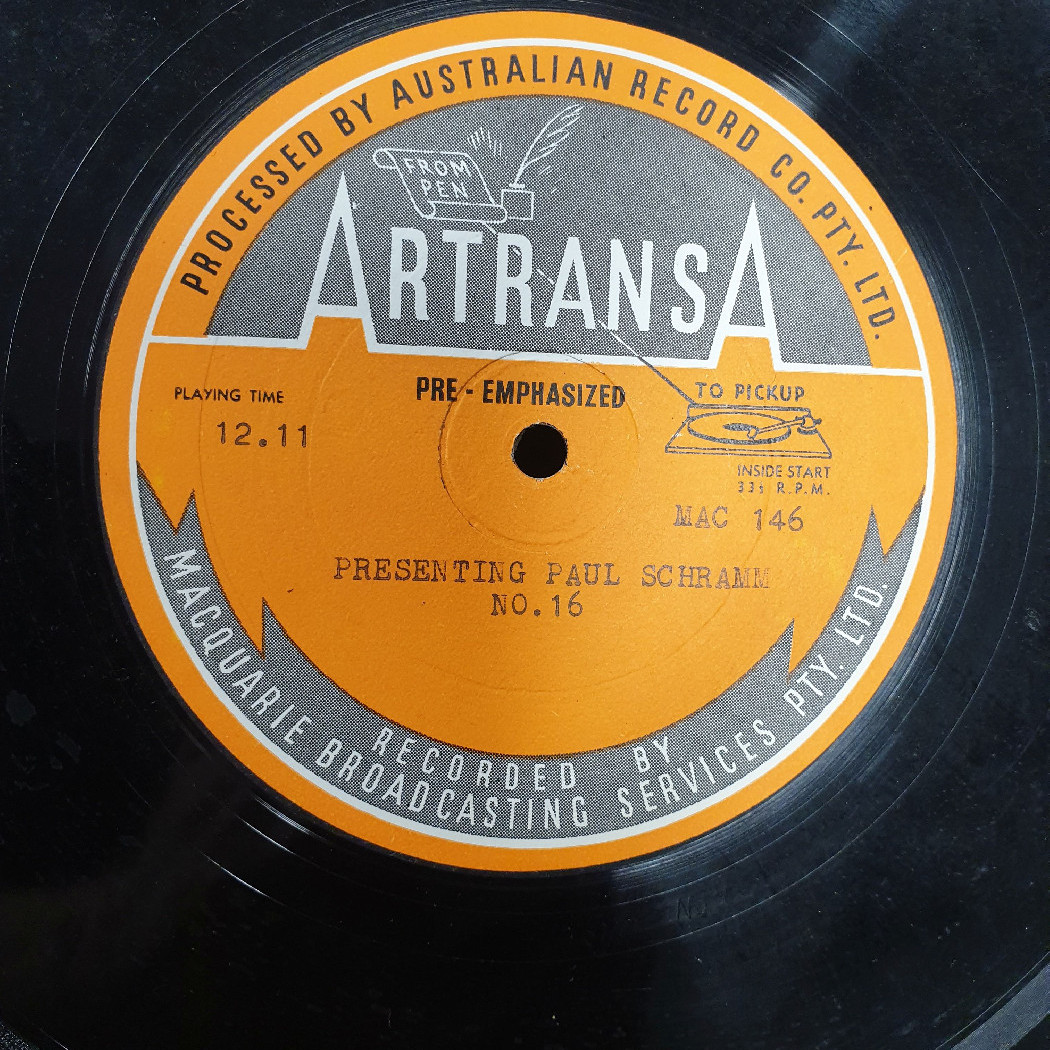 PROCESSED BY AUSTRALIAN RECORD CO. PTY. LTD.
FROM
PEN
ARTRANSA
PLAYING TIME
12.11
PRE-EMPHASIZED
TO PICKUP
INSIDE START
33⅓ R.P.M.
MAC 146
PRESENTING PAUL SCHRAMM
NO.16
RECORDED BY
MACQUARIE BROADCASTING SERVICES PTY. LTD.